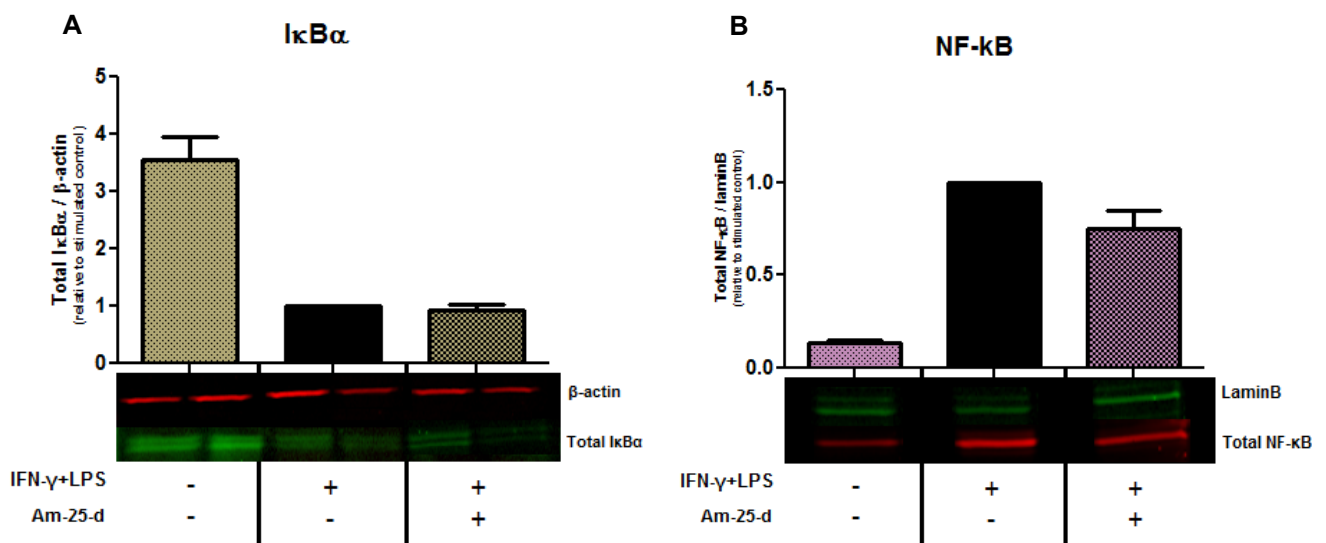 A
IκBα
Total IκBα / β-actin
(relative to stimulated control)
5
4
3
2
1
0
β-actin
Total IκBα
IFN-γ+LPS - + +
Am-25-d - - +
B
NF-kB
Total NF-κB / laminB
(relative to stimulated control)
1.5
1.0
0.5
0.0
LaminB
Total NF-κB
IFN-γ+LPS - + +
Am-25-d - - +